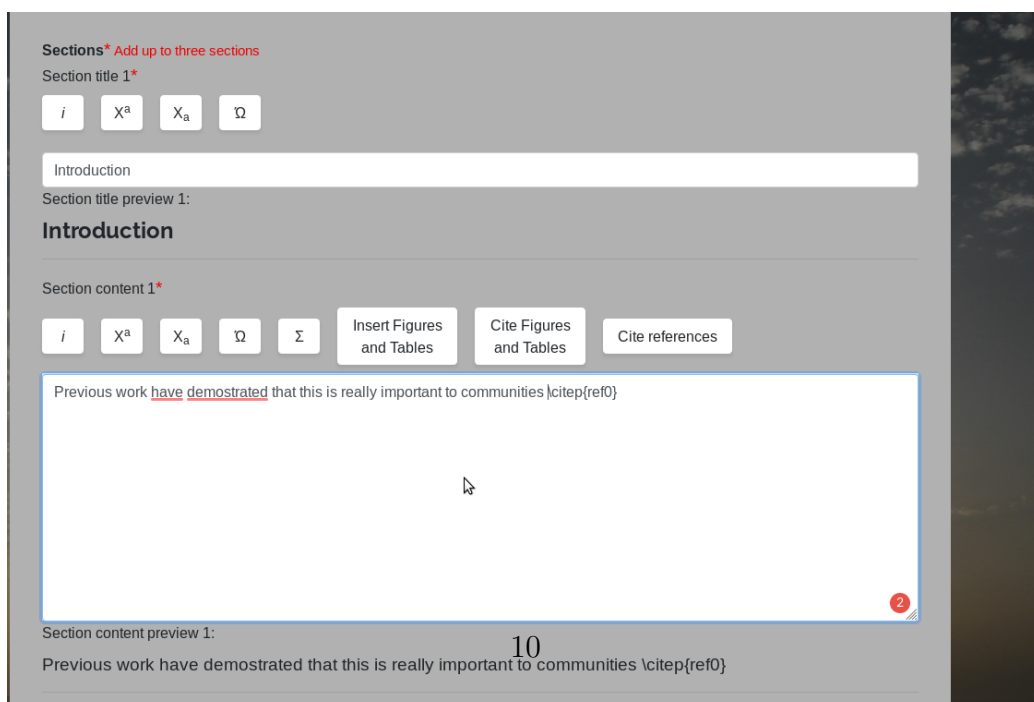 Sections* Add up to three sections
Section title 1*
i Xᵃ Xₐ Ώ
Introduction
Section title preview 1:
Introduction
Section content 1*
i Xᵃ Xₐ Ώ Σ Insert Figures and Tables Cite Figures and Tables Cite references
Previous work have demostrated that this is really important to communities \citep{ref0}
2
Section content preview 1:
10
Previous work have demostrated that this is really important to communities \citep{ref0}